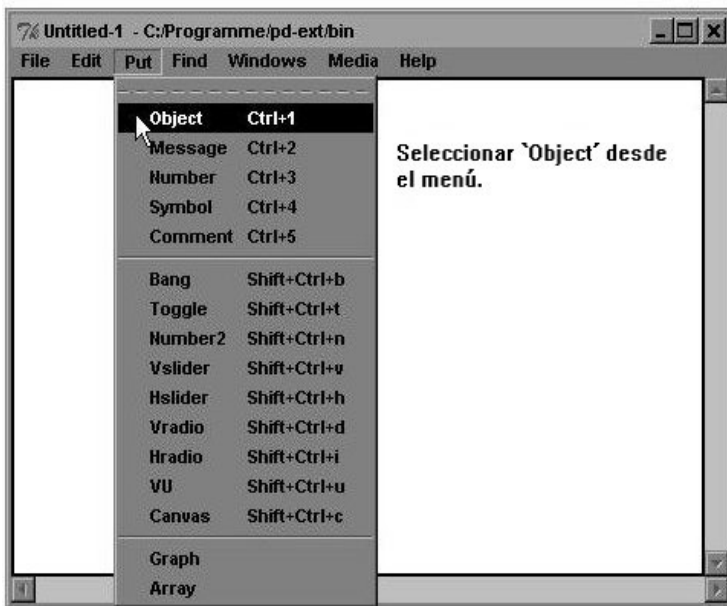 Untitled-1 - C:/Programme/pd-ext/bin
File Edit Put Find Windows Media Help
Object Ctrl+1
Message Ctrl+2
Number Ctrl+3
Symbol Ctrl+4
Comment Ctrl+5
Seleccionar `Object´ desde
el menú.
Bang Shift+Ctrl+b
Toggle Shift+Ctrl+t
Number2 Shift+Ctrl+n
Vslider Shift+Ctrl+v
Hslider Shift+Ctrl+h
Vradio Shift+Ctrl+d
Hradio Shift+Ctrl+i
VU Shift+Ctrl+u
Canvas Shift+Ctrl+c
Graph
Array